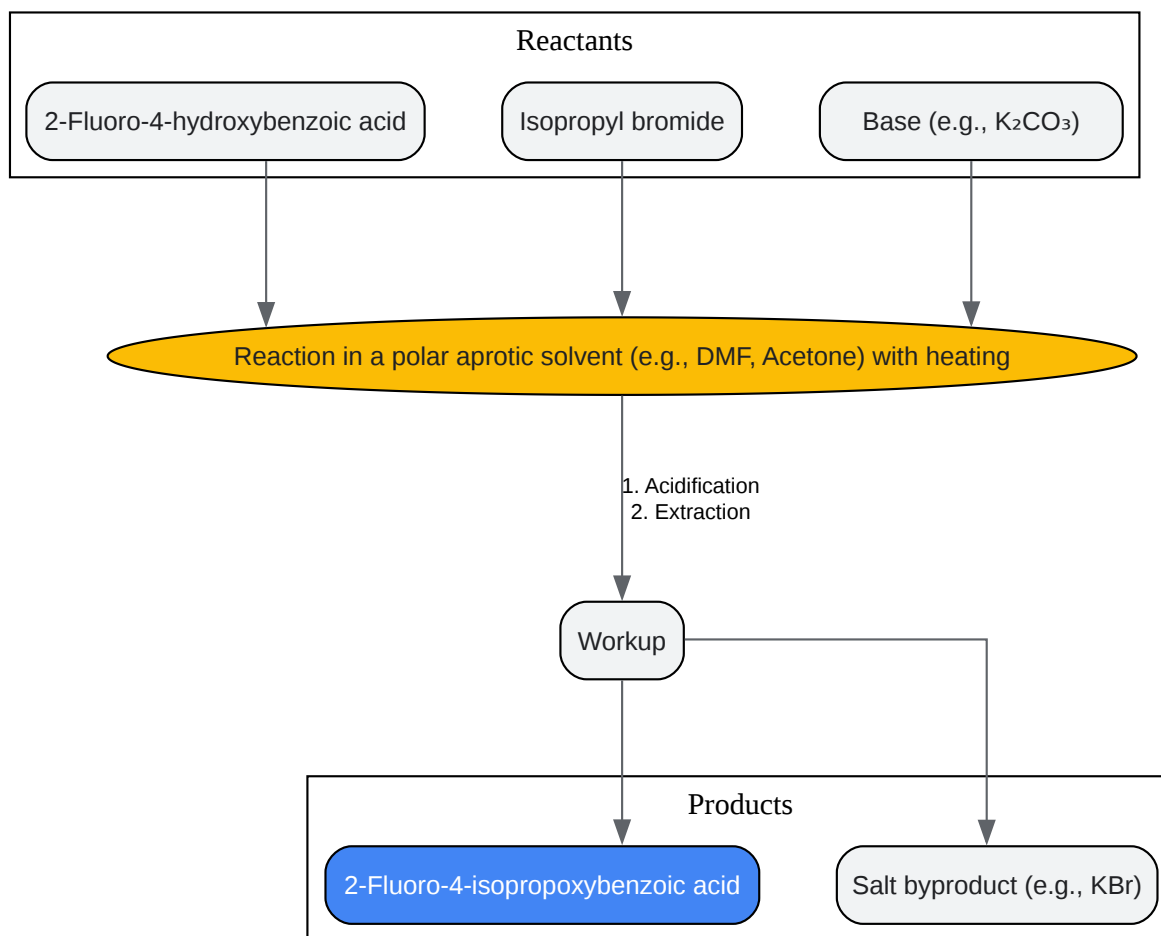 Reactants
2-Fluoro-4-hydroxybenzoic acid
Isopropyl bromide
Base (e.g., K₂CO₃)
Reaction in a polar aprotic solvent (e.g., DMF, Acetone) with heating
1. Acidification
2. Extraction
Workup
Products
2-Fluoro-4-isopropoxybenzoic acid
Salt byproduct (e.g., KBr)